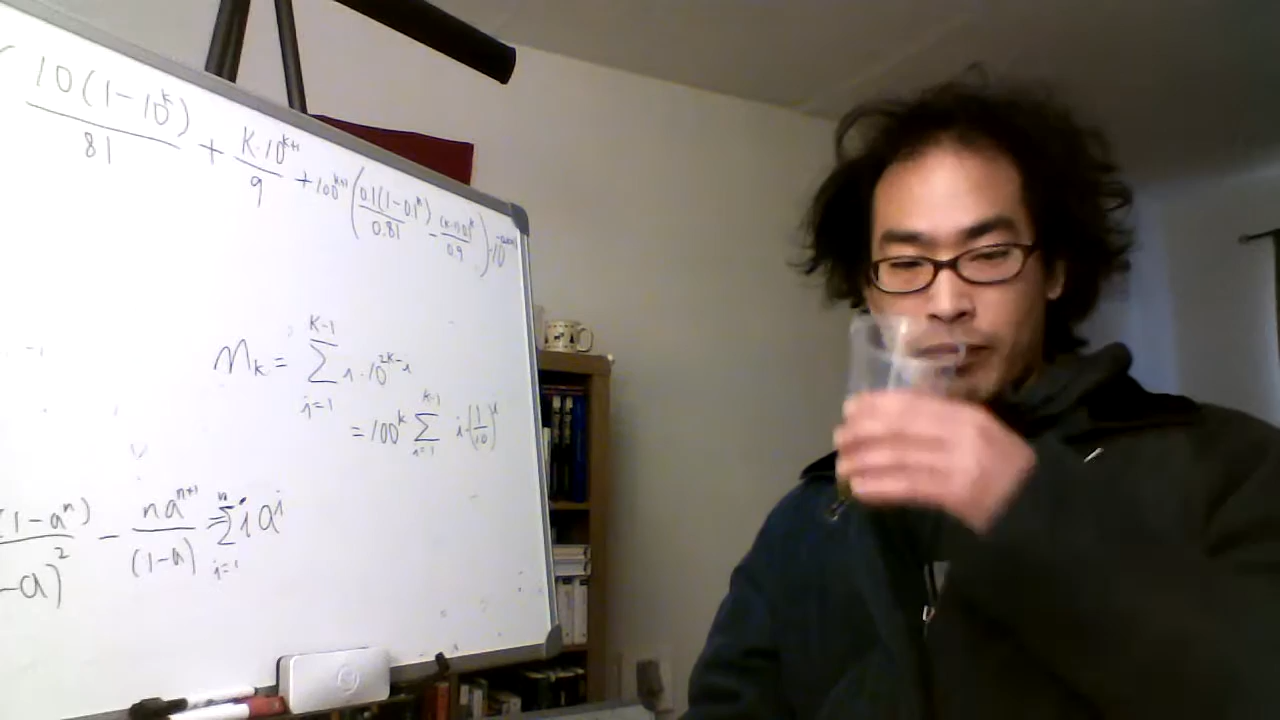 10(1-10^k)/81 + K·10^(k+1)/9 + 100^(k+1) (0.1(1-0.1^k)/0.81 - (k-1)0.1^k/0.9)·10
M_k = Σ_(i=1)^(K-1) i·10^(2k-i)
= 100^k Σ_(i=1)^(k-1) i·(1/10)^i
(1-a^n)/(-a)^2 - na^(n+1)/(1-a) = Σ_(i=1)^n i a^i
hp